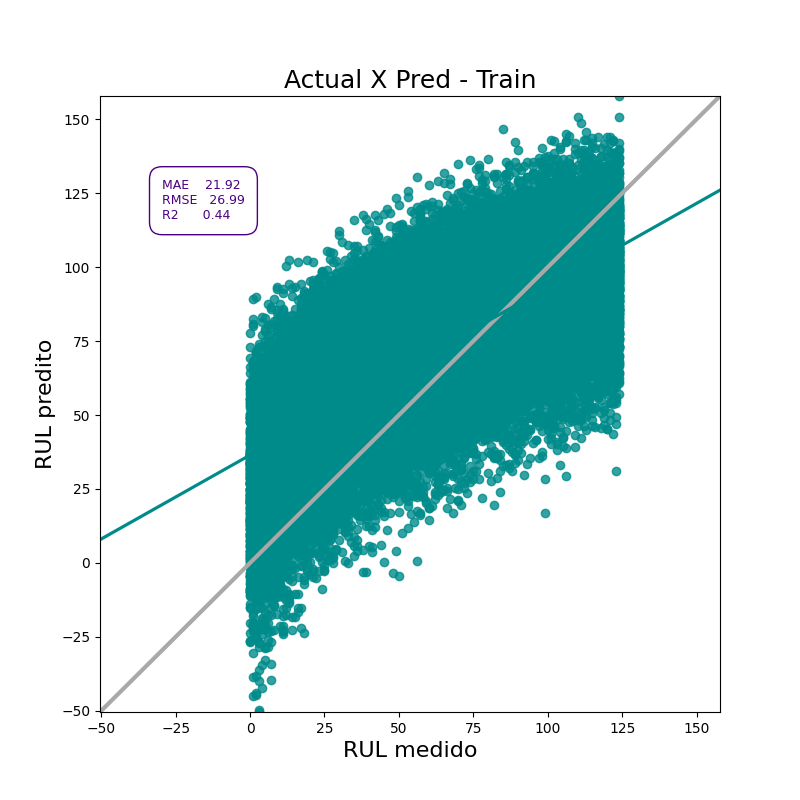 Actual X Pred - Train
150
125
100
75
50
25
0
−25
−50
MAE 21.92
RMSE 26.99
R2 0.44
RUL predito
−50 −25 0 25 50 75 100 125 150
RUL medido